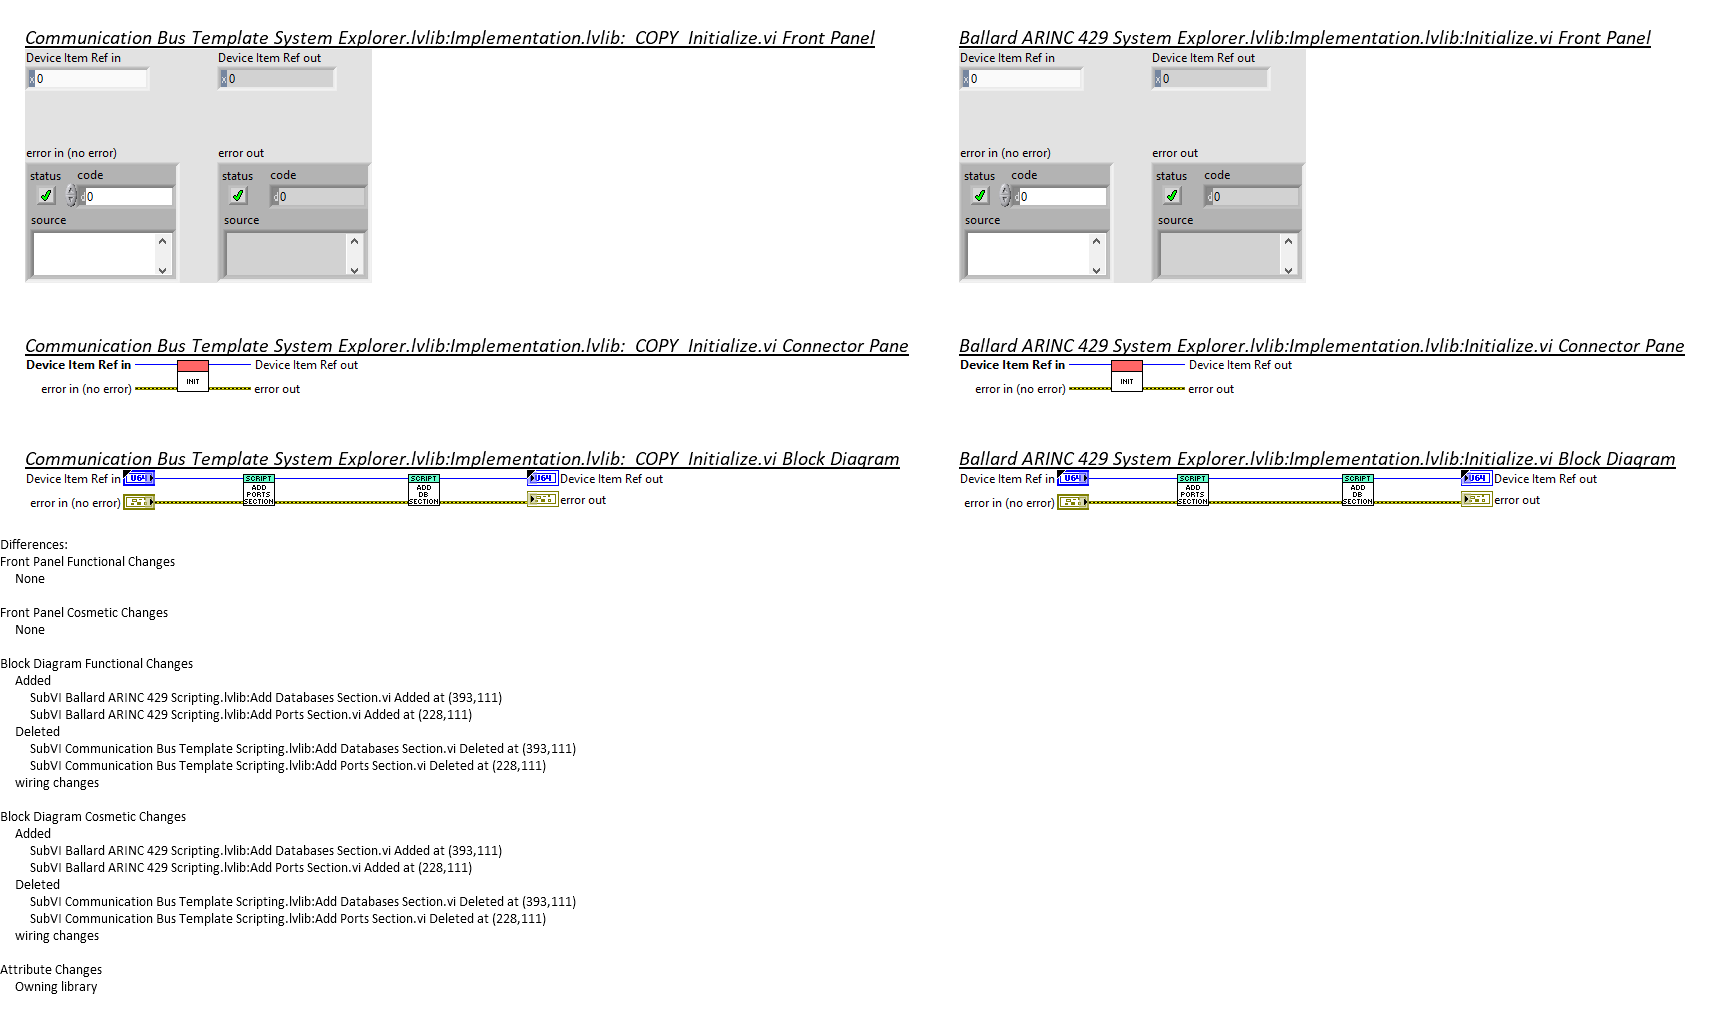 Communication Bus Template System Explorer.lvlib:Implementation.lvlib:_COPY_Initialize.vi Front Panel
Device Item Ref in
Device Item Ref out
x 0
x 0
error in (no error)
error out
status
code
status
code
d 0
d 0
source
source
Communication Bus Template System Explorer.lvlib:Implementation.lvlib:_COPY_Initialize.vi Connector Pane
Device Item Ref in
Device Item Ref out
INIT
error in (no error)
error out
Communication Bus Template System Explorer.lvlib:Implementation.lvlib:_COPY_Initialize.vi Block Diagram
Device Item Ref in
U64
SCRIPT
ADD
PORTS
SECTION
SCRIPT
ADD
DB
SECTION
U64
Device Item Ref out
error in (no error)
error out
Ballard ARINC 429 System Explorer.lvlib:Implementation.lvlib:Initialize.vi Front Panel
Device Item Ref in
Device Item Ref out
x 0
x 0
error in (no error)
error out
status
code
status
code
d 0
d 0
source
source
Ballard ARINC 429 System Explorer.lvlib:Implementation.lvlib:Initialize.vi Connector Pane
Device Item Ref in
Device Item Ref out
INIT
error in (no error)
error out
Ballard ARINC 429 System Explorer.lvlib:Implementation.lvlib:Initialize.vi Block Diagram
Device Item Ref in
U64
SCRIPT
ADD
PORTS
SECTION
SCRIPT
ADD
DB
SECTION
U64
Device Item Ref out
error in (no error)
error out
Differences:
Front Panel Functional Changes
None
Front Panel Cosmetic Changes
None
Block Diagram Functional Changes
Added
SubVI Ballard ARINC 429 Scripting.lvlib:Add Databases Section.vi Added at (393,111)
SubVI Ballard ARINC 429 Scripting.lvlib:Add Ports Section.vi Added at (228,111)
Deleted
SubVI Communication Bus Template Scripting.lvlib:Add Databases Section.vi Deleted at (393,111)
SubVI Communication Bus Template Scripting.lvlib:Add Ports Section.vi Deleted at (228,111)
wiring changes
Block Diagram Cosmetic Changes
Added
SubVI Ballard ARINC 429 Scripting.lvlib:Add Databases Section.vi Added at (393,111)
SubVI Ballard ARINC 429 Scripting.lvlib:Add Ports Section.vi Added at (228,111)
Deleted
SubVI Communication Bus Template Scripting.lvlib:Add Databases Section.vi Deleted at (393,111)
SubVI Communication Bus Template Scripting.lvlib:Add Ports Section.vi Deleted at (228,111)
wiring changes
Attribute Changes
Owning library